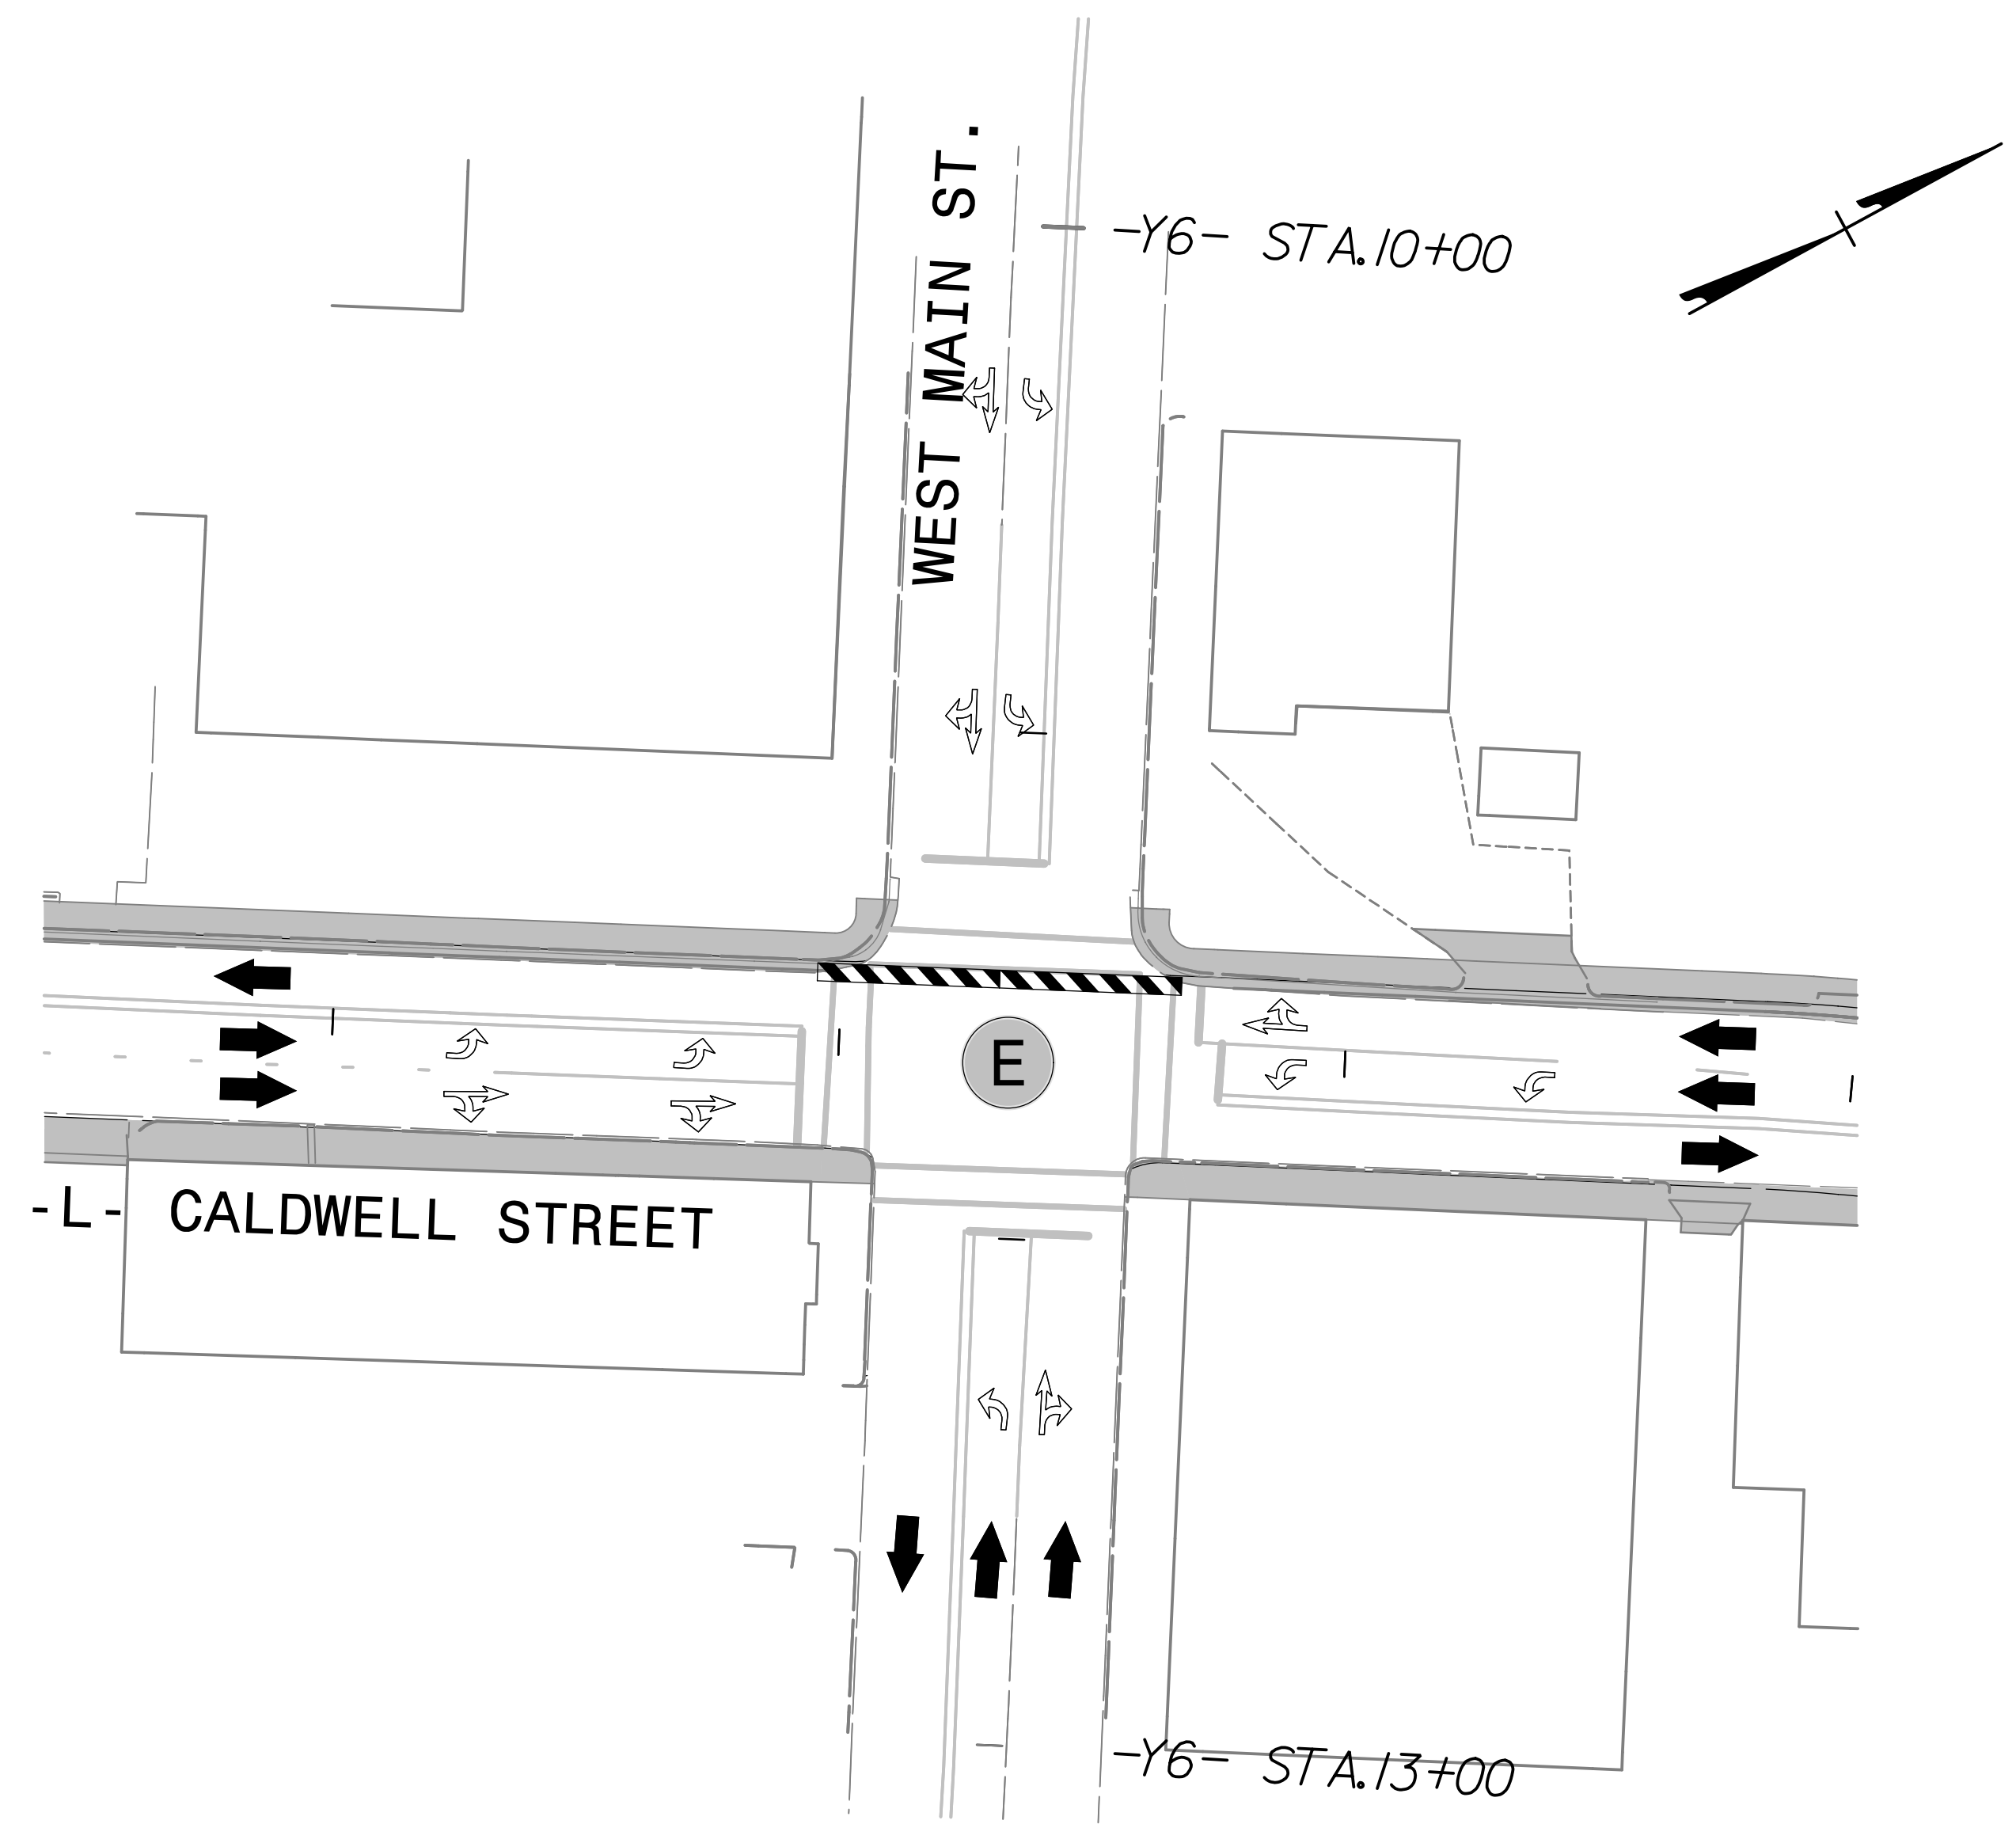 WEST MAIN ST.
-Y6- STA.10+00
E
-L- CALDWELL STREET
-Y6- STA.13+00